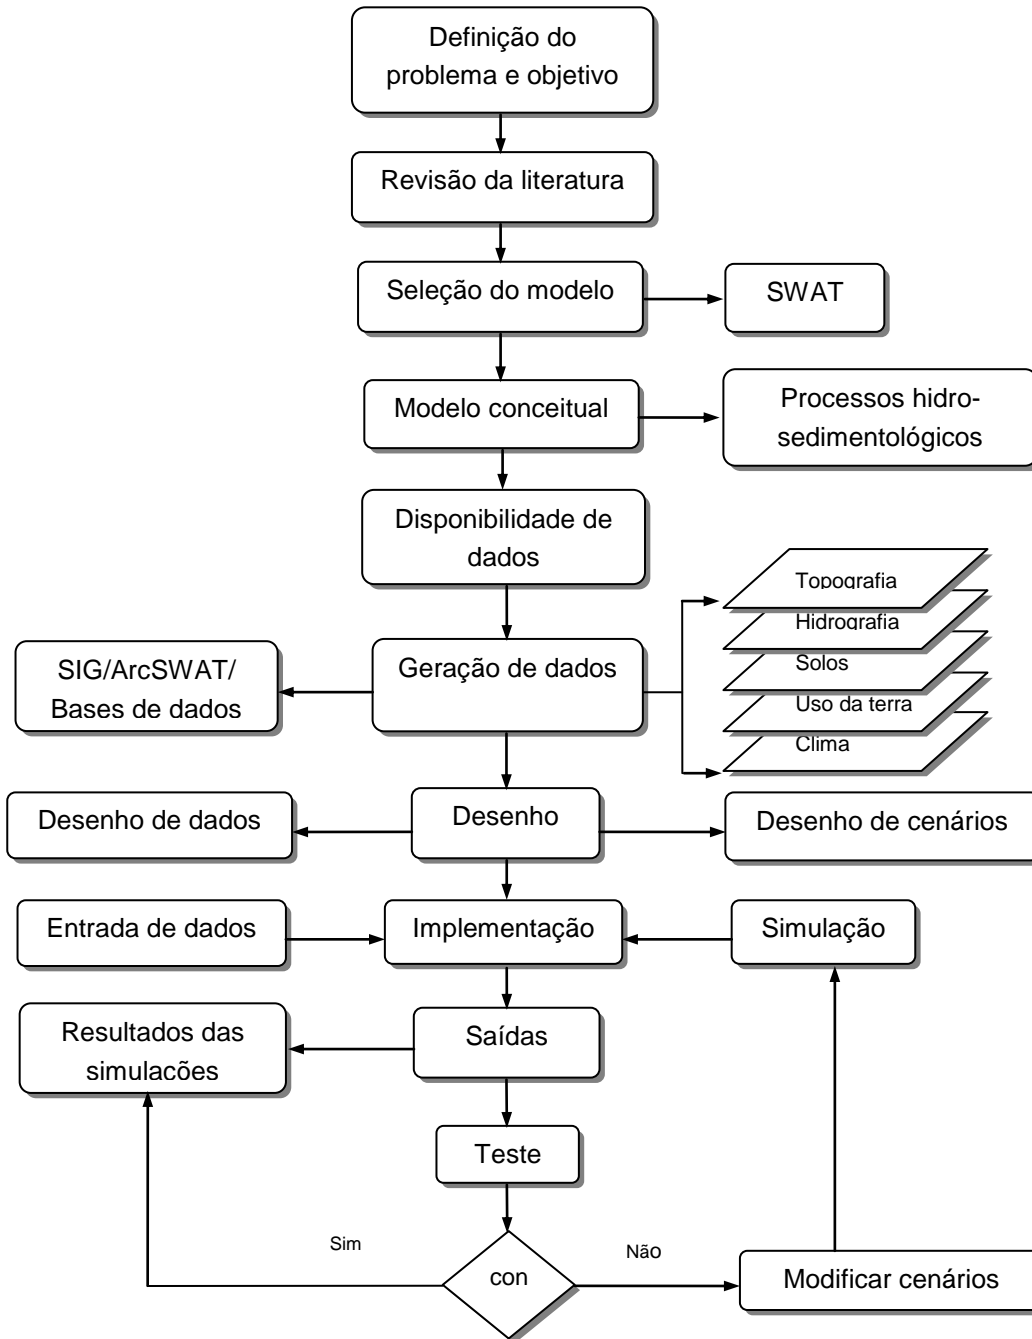 Definição do
problema e objetivo
Revisão da literatura
Seleção do modelo
SWAT
Modelo conceitual
Processos hidro-
sedimentológicos
Disponibilidade de
dados
Topografia
Hidrografia
Solos
Uso da terra
Clima
SIG/ArcSWAT/
Bases de dados
Geração de dados
Desenho de dados
Desenho
Desenho de cenários
Entrada de dados
Implementação
Simulação
Resultados das
simulações
Saídas
Teste
Sim
con
Não
Modificar cenários